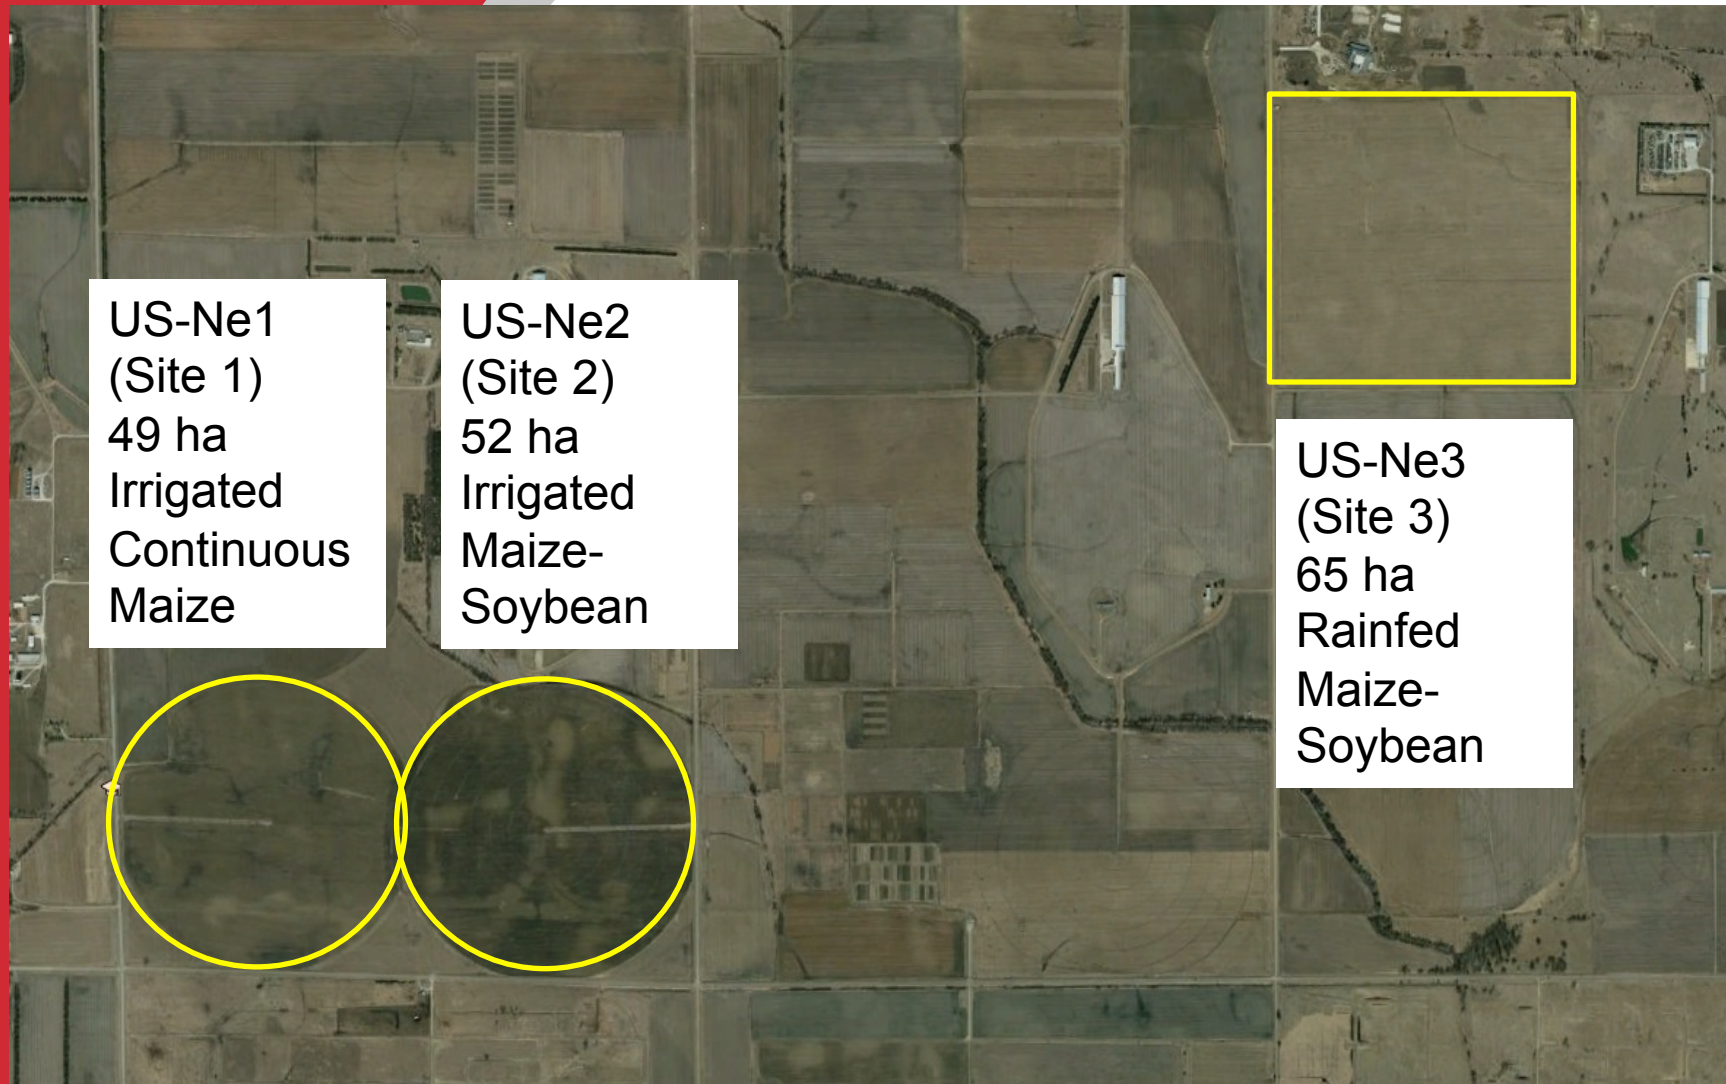 US-Ne1
(Site 1)
49 ha
Irrigated
Continuous
Maize
US-Ne2
(Site 2)
52 ha
Irrigated
Maize-
Soybean
US-Ne3
(Site 3)
65 ha
Rainfed
Maize-
Soybean